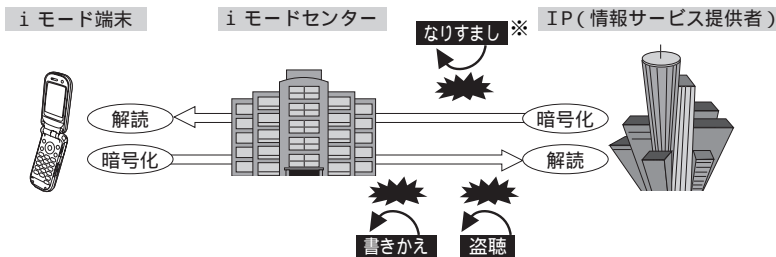 iモード端末
iモードセンター
IP(情報サービス提供者)
なりすまし※
解読
暗号化
暗号化
解読
書きかえ
盗聴